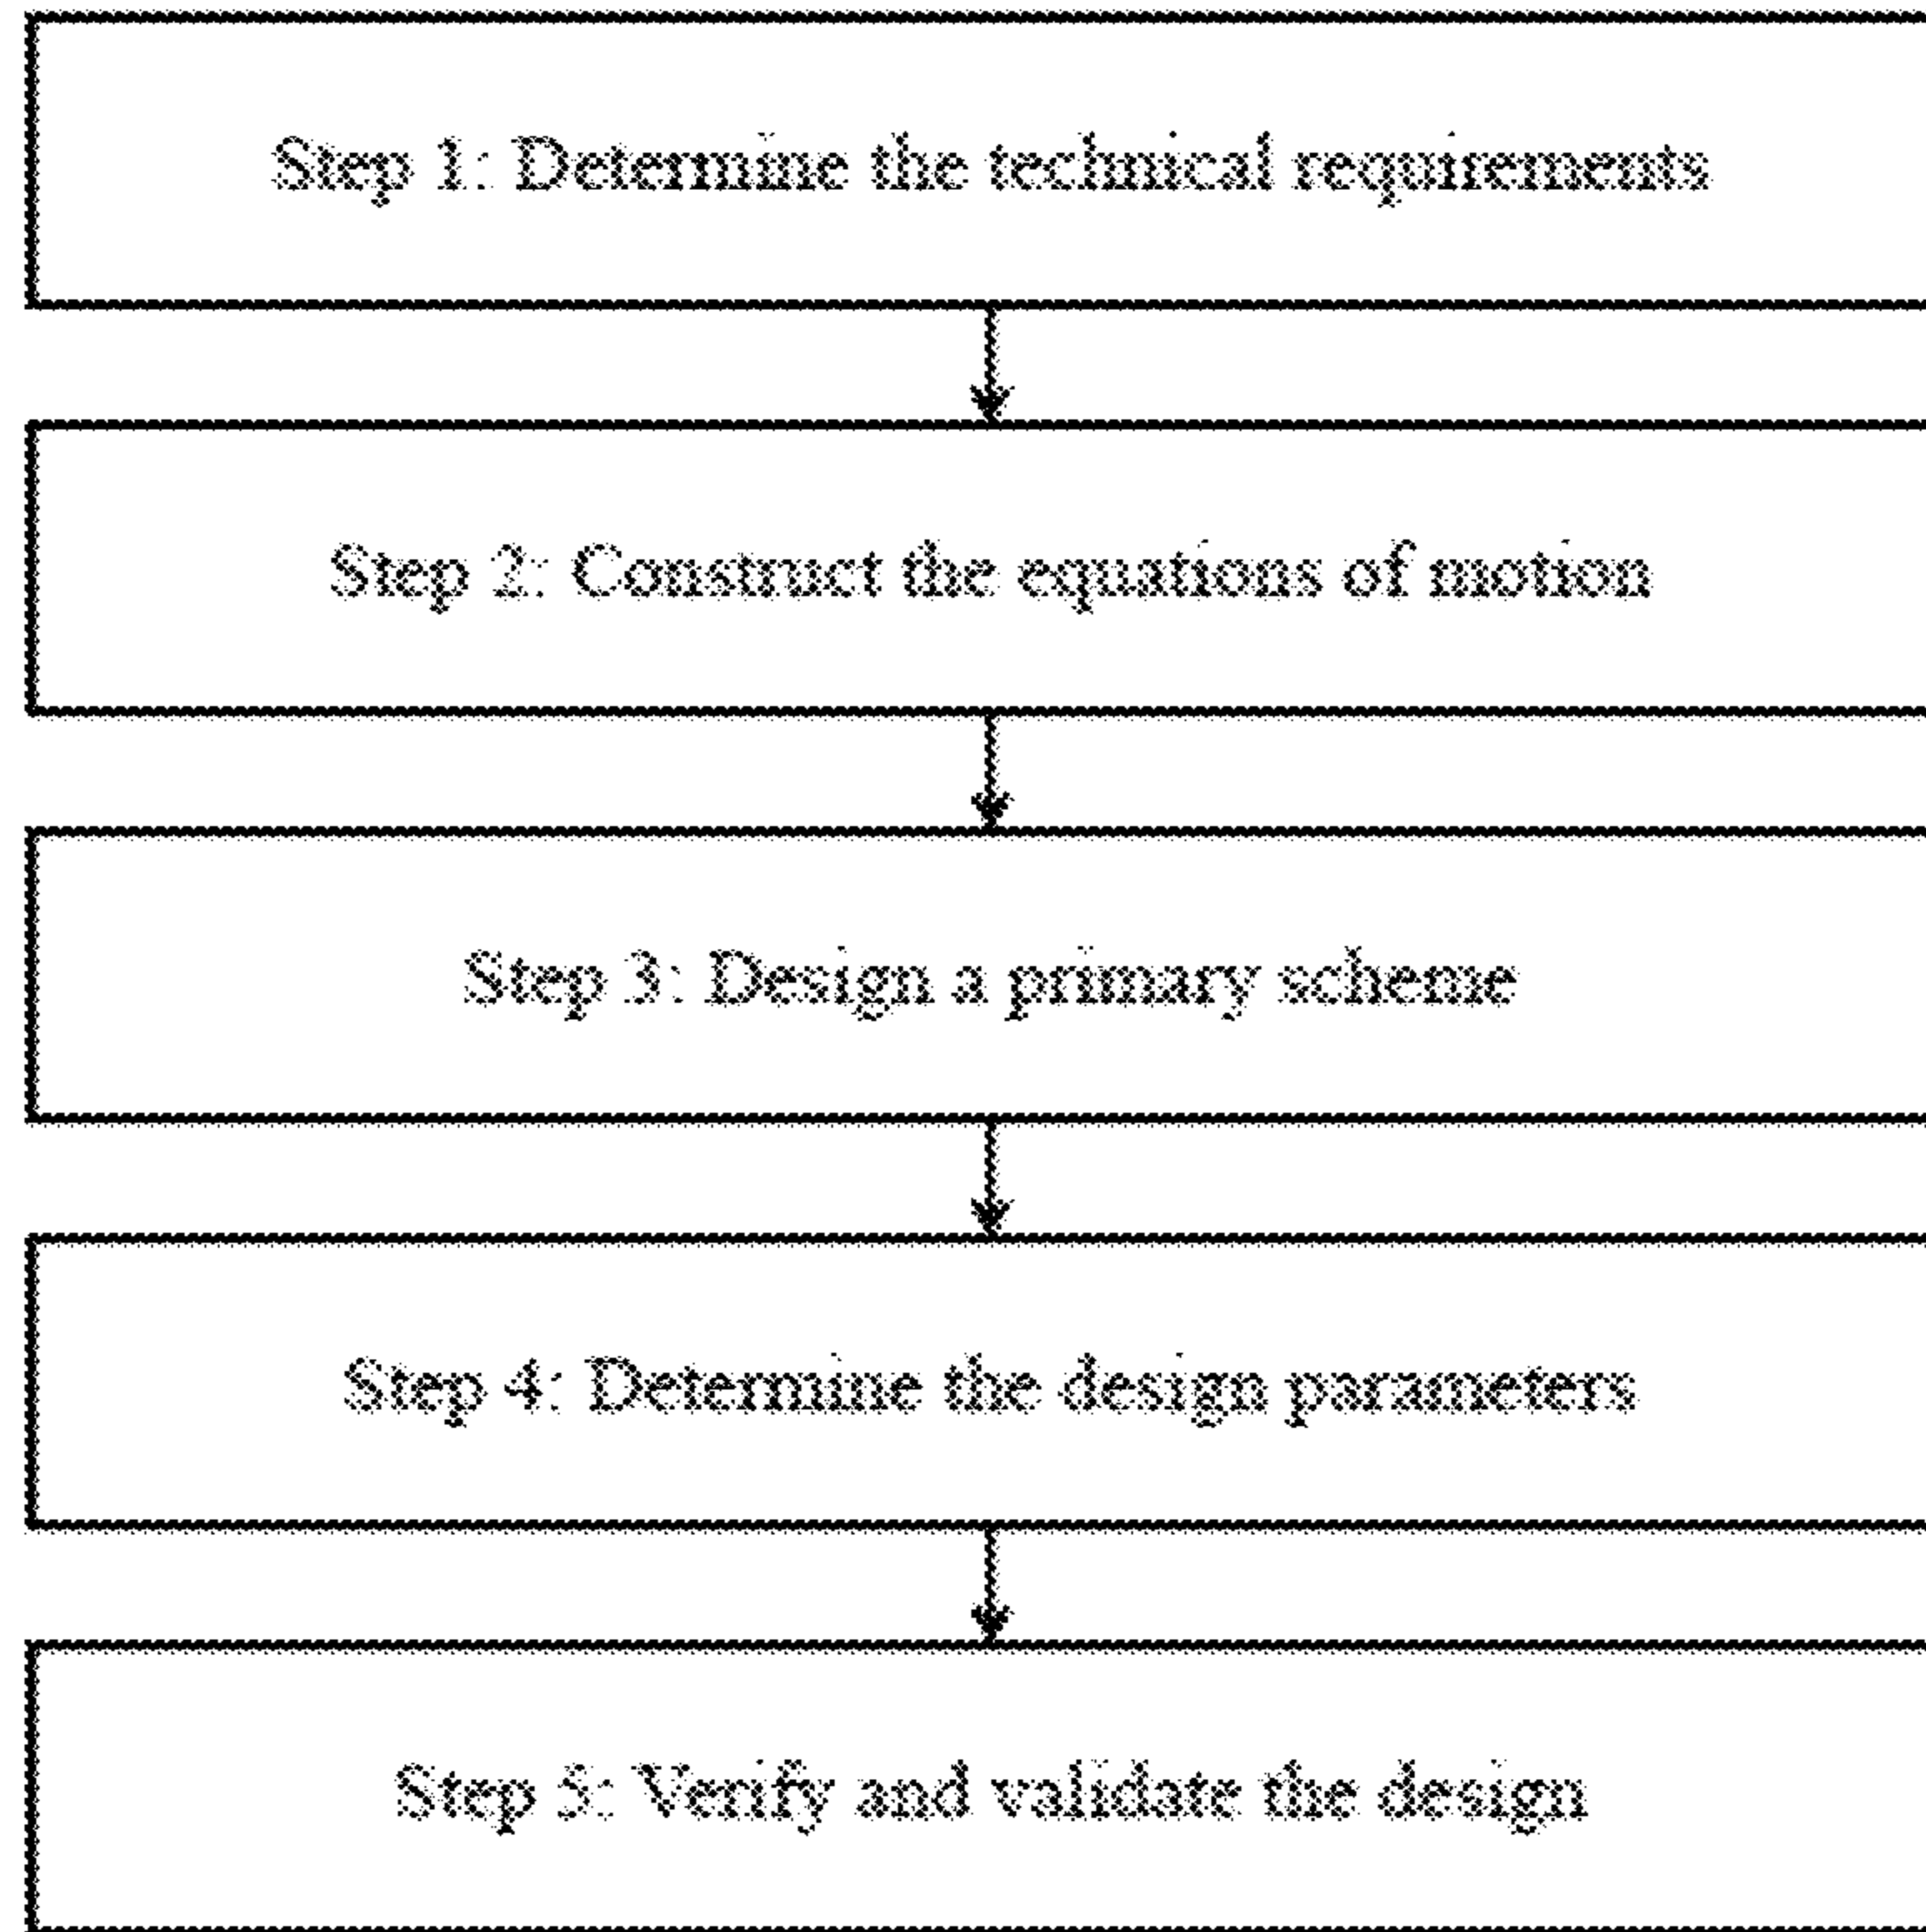 Step 1: Determine the technical requirements
Step 2: Construct the equations of motion
Step 3: Design a primary scheme
Step 4: Determine the design parameters
Step 5: Verify and validate the design